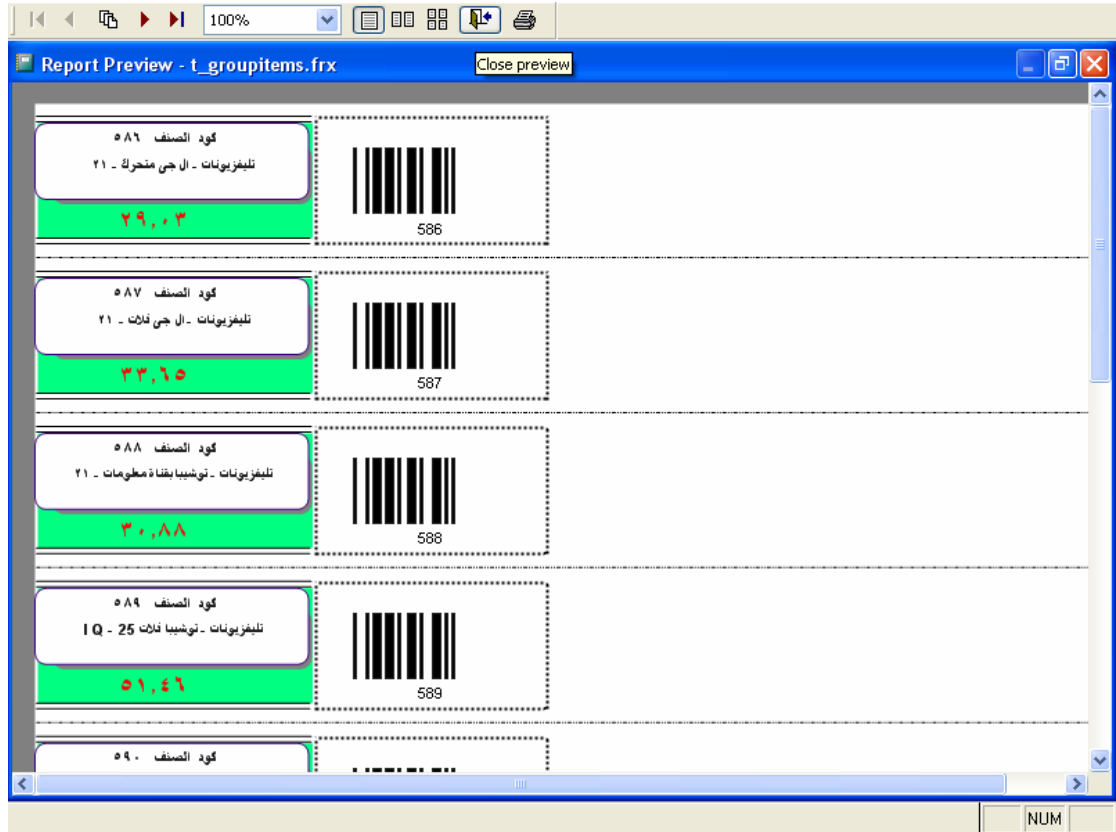 100%
Report Preview - t_groupitems.frx
Close preview
كود الصنف ٥٨٦
تليفزيونات - ال جى متحرك - ٢١
٢٩,٠٣
586
كود الصنف ٥٨٧
تليفزيونات - ال جى فلات - ٢١
٣٣,٦٥
587
كود الصنف ٥٨٨
تليفزيونات - توشيبا بقناة معلومات - ٢١
٣٠,٨٨
588
كود الصنف ٥٨٩
تليفزيونات - توشيبا فلات 25 - I Q
٥١,٤٦
589
كود الصنف ٥٩٠
NUM